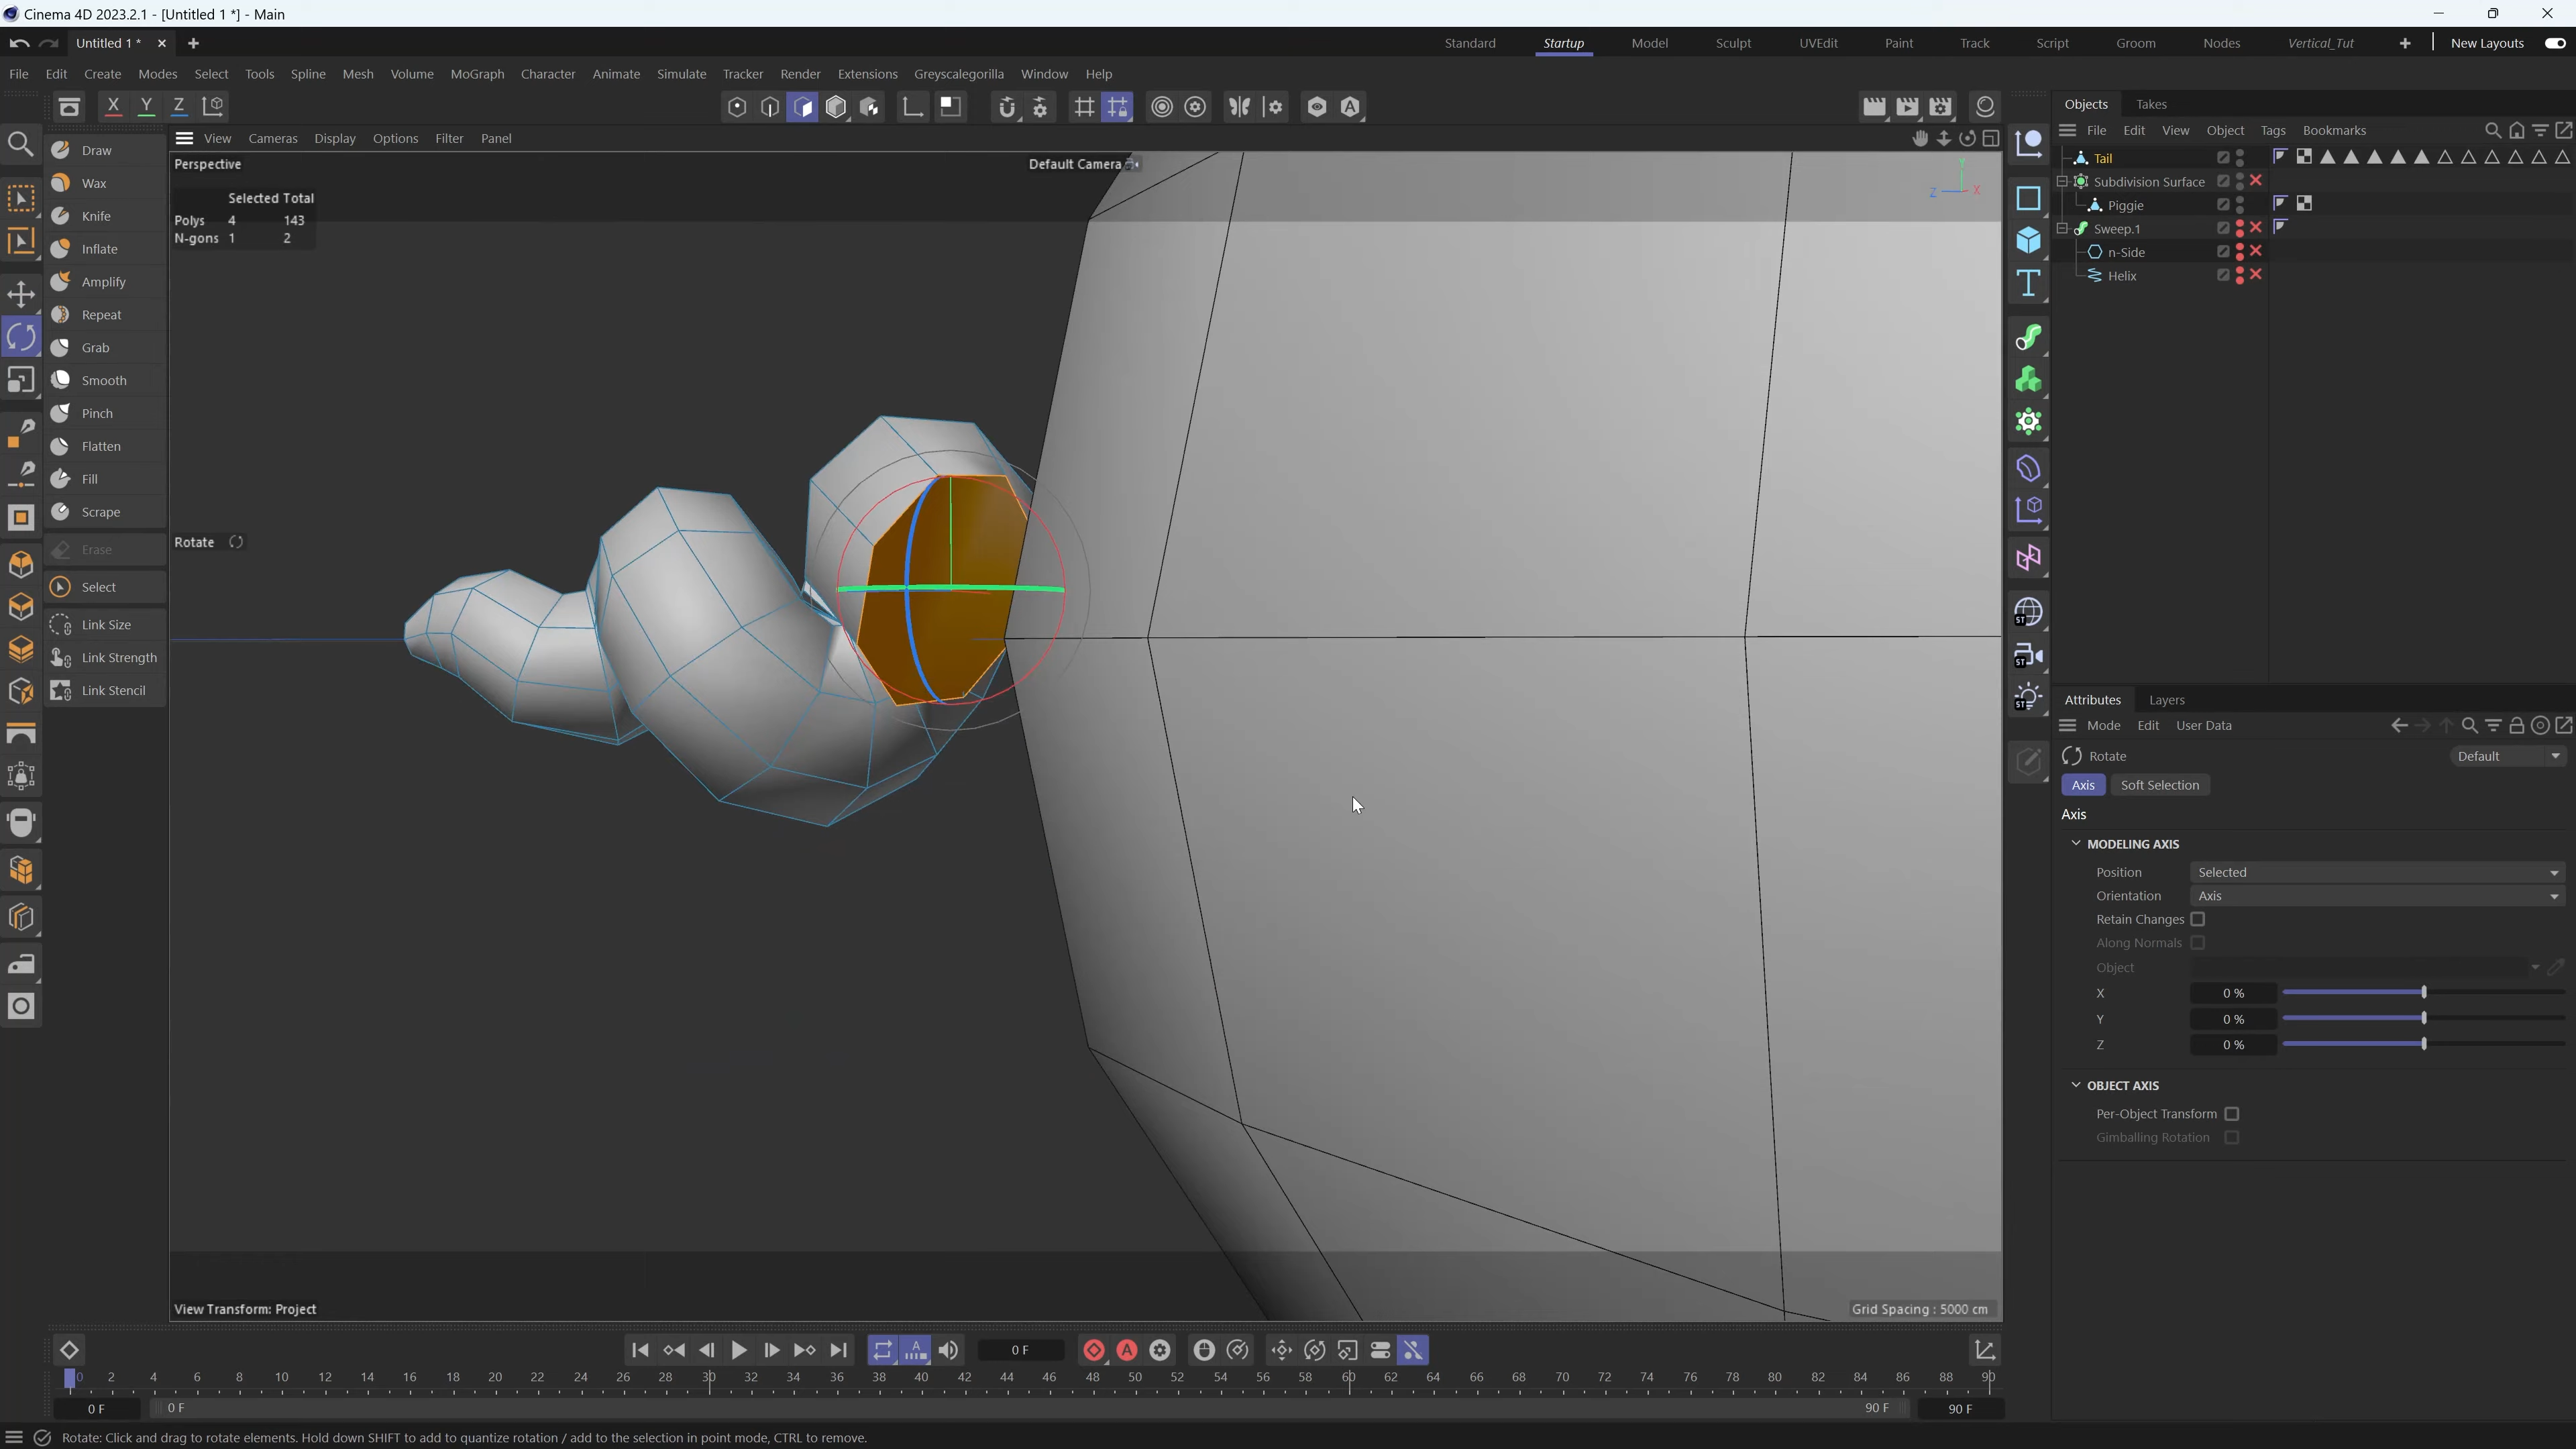 Cinema 4D 2023.2.1 - [Untitled 1 *] - Main
Untitled 1 *
Standard
Startup
Model
Sculpt
UVEdit
Paint
Track
Script
Groom
Nodes
Vertical_Tut
New Layouts
File Edit Create Modes Select Tools Spline Mesh Volume MoGraph Character Animate Simulate Tracker Render Extensions Greyscalegorilla Window Help
X Y Z
View Cameras Display Options Filter Panel
Draw
Wax
Knife
Inflate
Amplify
Repeat
Grab
Smooth
Pinch
Flatten
Fill
Scrape
Erase
Select
Link Size
Link Strength
Link Stencil
Perspective
Default Camera
Selected Total
Polys 4 143
N-gons 1 2
Rotate
Y
Z X
View Transform: Project
Grid Spacing : 5000 cm
Objects Takes
File Edit View Object Tags Bookmarks
Tail
Subdivision Surface
Piggie
Sweep.1
n-Side
Helix
ST
ST
ST
Attributes Layers
Mode Edit User Data
Rotate
Default
Axis Soft Selection
Axis
MODELING AXIS
Position Selected
Orientation Axis
Retain Changes
Along Normals
Object
X 0 %
Y 0 %
Z 0 %
OBJECT AXIS
Per-Object Transform
Gimballing Rotation
A
0 F
A
0 2 4 6 8 10 12 14 16 18 20 22 24 26 28 30 32 34 36 38 40 42 44 46 48 50 52 54 56 58 60 62 64 66 68 70 72 74 76 78 80 82 84 86 88 90
0 F
0 F
90 F
90 F
Rotate: Click and drag to rotate elements. Hold down SHIFT to add to quantize rotation / add to the selection in point mode, CTRL to remove.